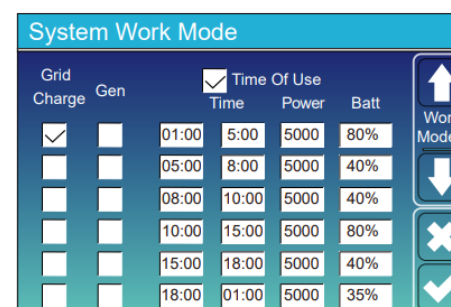 System Work Mode
Grid Charge Gen Time Of Use
Time Power Batt
01:00 5:00 5000 80%
05:00 8:00 5000 40%
08:00 10:00 5000 40%
10:00 15:00 5000 80%
15:00 18:00 5000 40%
18:00 01:00 5000 35%